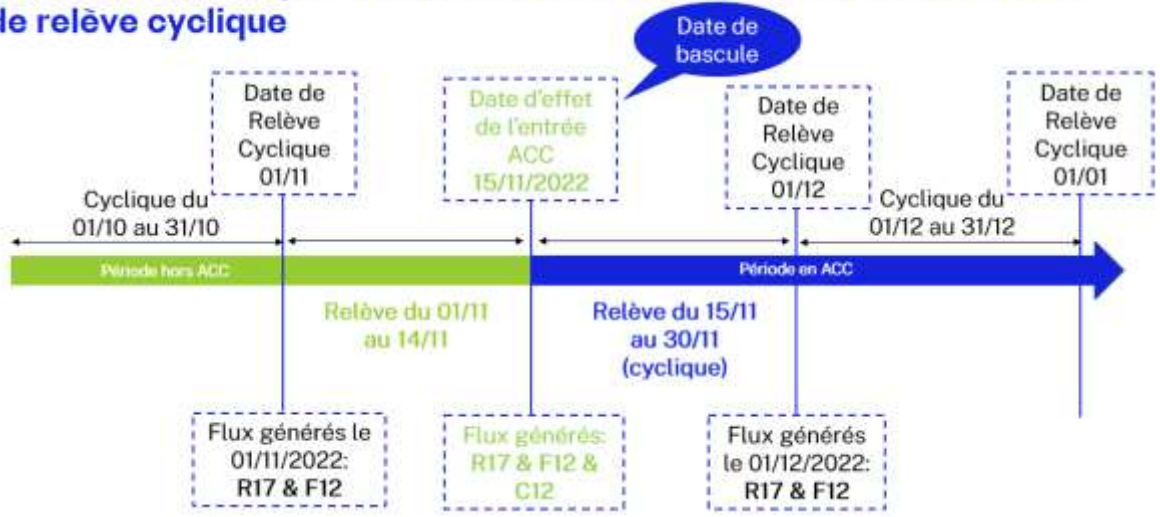 de relève cyclique
Date de
bascule
Date de
Relève
Cyclique
01/11
Date d'effet
de l'entrée
ACC
15/11/2022
Date de
Relève
Cyclique
01/12
Date de
Relève
Cyclique
01/01
Cyclique du
01/10 au 31/10
Cyclique du
01/12 au 31/12
Période hors ACC
Période en ACC
Relève du 01/11
au 14/11
Relève du 15/11
au 30/11
(cyclique)
Flux générés le
01/11/2022:
R17 & F12
Flux générés:
R17 & F12 &
C12
Flux générés
le 01/12/2022:
R17 & F12